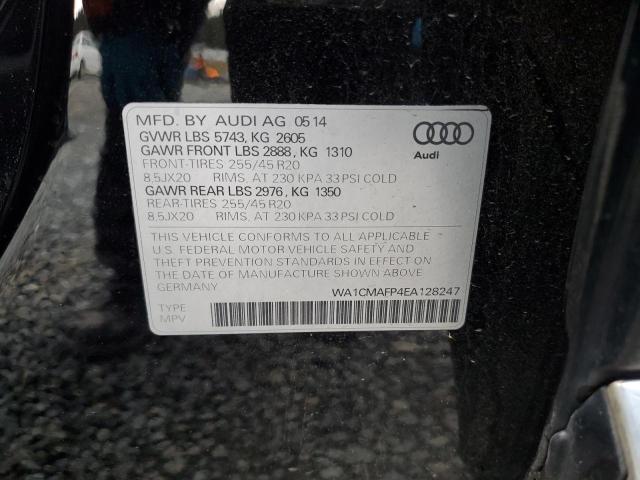 MFD. BY AUDI AG 05 14
GVWR LBS 5743, KG 2605
GAWR FRONT LBS 2888, KG 1310
FRONT-TIRES 255/45 R20
8,5JX20 RIMS, AT 230 KPA 33 PSI COLD
GAWR REAR LBS 2976, KG 1350
REAR-TIRES 255/45 R20
8,5JX20 RIMS, AT 230 KPA 33 PSI COLD
Audi
THIS VEHICLE CONFORMS TO ALL APPLICABLE
U.S. FEDERAL MOTOR VEHICLE SAFETY AND
THEFT PREVENTION STANDARDS IN EFFECT ON
THE DATE OF MANUFACTURE SHOWN ABOVE.
GERMANY
WA1CMAFP4EA128247
TYPE
MPV